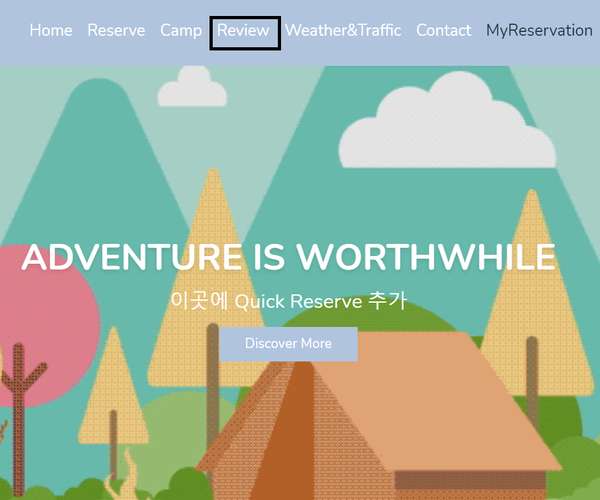 Home Reserve Camp Review Weather&Traffic Contact MyReservation
ADVENTURE IS WORTHWHILE
이곳에 Quick Reserve 추가
Discover More